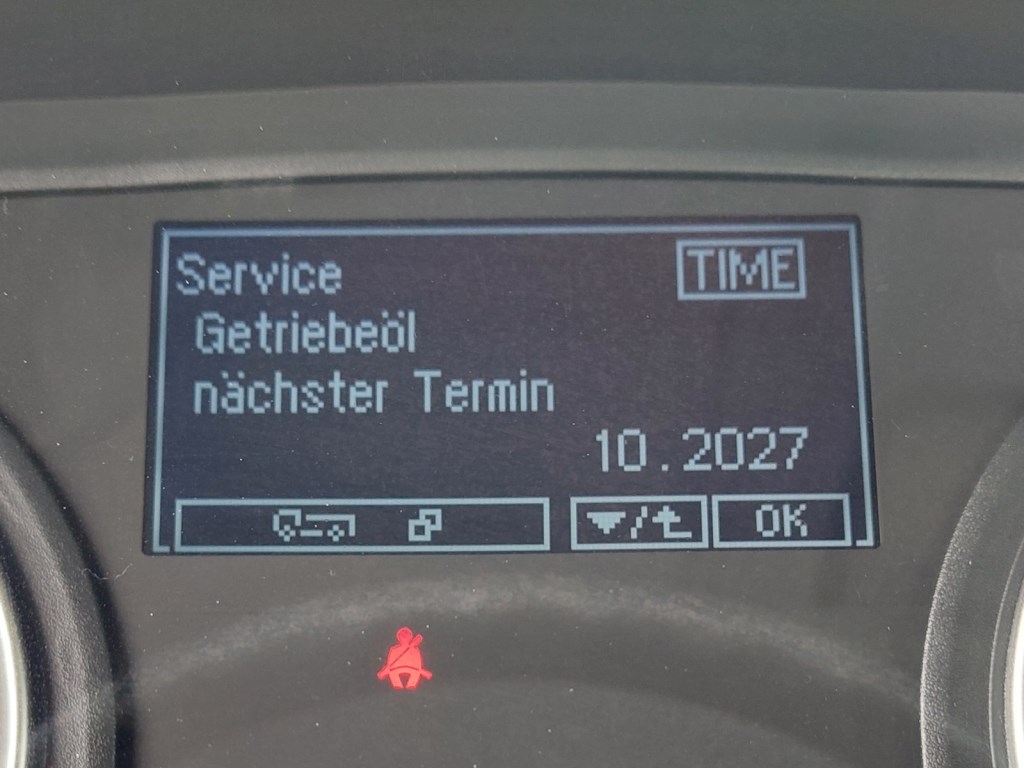 Service TIME
Getriebeöl
nächster Termin
10.2027
OK